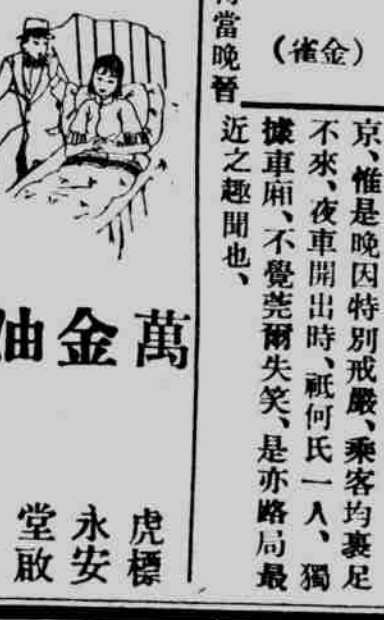 當晚晉
（金雀）
京、惟是晚因特別戒嚴、乘客均裹足
不來、夜車開出時、祇何氏一人、獨
據車廂、不覺莞爾失笑、是亦路局最
近之趣聞也、
萬金油
虎標
永安
堂啟